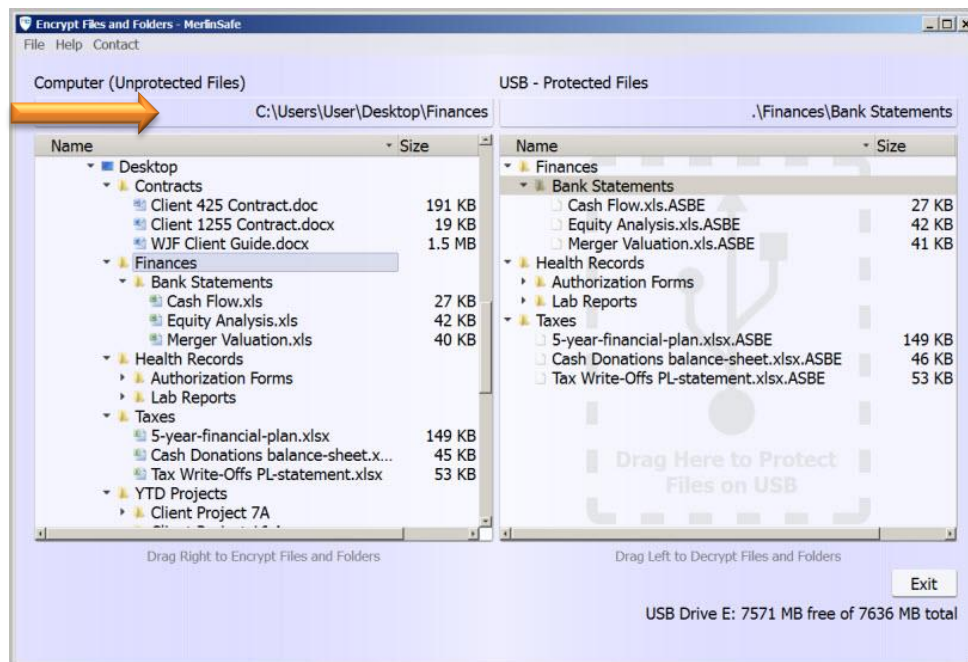 Encrypt Files and Folders - MerlinSafe
File Help Contact
Computer (Unprotected Files)
C:\Users\User\Desktop\Finances
Name Size
Desktop
Contracts
Client 425 Contract.doc 191 KB
Client 1255 Contract.docx 19 KB
WJF Client Guide.docx 1.5 MB
Finances
Bank Statements
Cash Flow.xls 27 KB
Equity Analysis.xls 42 KB
Merger Valuation.xls 40 KB
Health Records
Authorization Forms
Lab Reports
Taxes
5-year-financial-plan.xlsx 149 KB
Cash Donations balance-sheet.x... 45 KB
Tax Write-Offs PL-statement.xlsx 53 KB
YTD Projects
Client Project 7A
Drag Right to Encrypt Files and Folders
USB - Protected Files
.\Finances\Bank Statements
Name Size
Finances
Bank Statements
Cash Flow.xls.ASBE 27 KB
Equity Analysis.xls.ASBE 42 KB
Merger Valuation.xls.ASBE 41 KB
Health Records
Authorization Forms
Lab Reports
Taxes
5-year-financial-plan.xlsx.ASBE 149 KB
Cash Donations balance-sheet.xlsx.ASBE 46 KB
Tax Write-Offs PL-statement.xlsx.ASBE 53 KB
Drag Here to Protect
Files on USB
Drag Left to Decrypt Files and Folders
Exit
USB Drive E: 7571 MB free of 7636 MB total